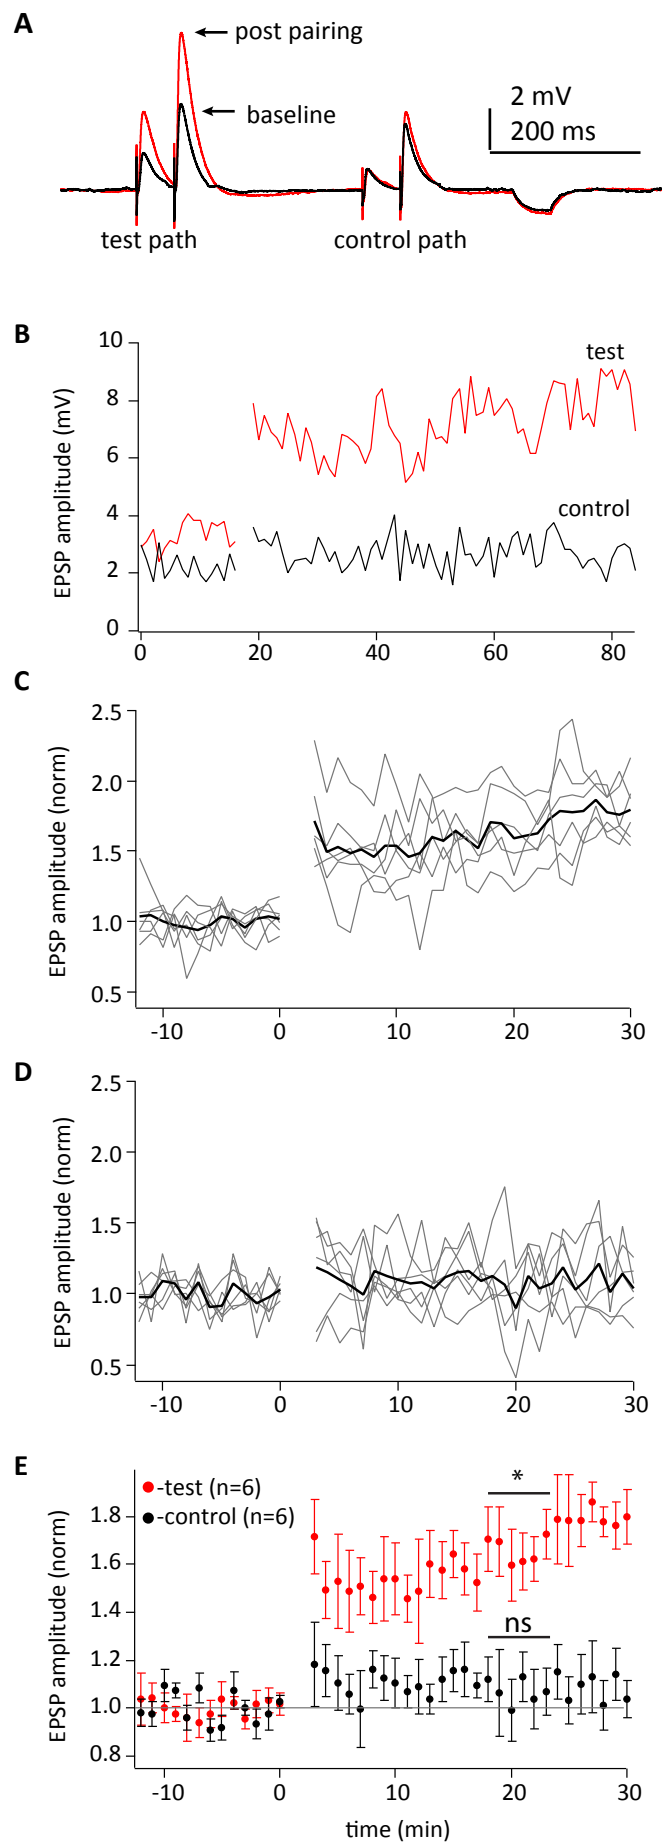 A
post pairing
baseline
2 mV
200 ms
test path
control path
B
EPSP amplitude (mV)
10
8
6
4
2
0
test
control
0
20
40
60
80
C
EPSP amplitude (norm)
2.5
2.0
1.5
1.0
0.5
-10
0
10
20
30
D
EPSP amplitude (norm)
2.5
2.0
1.5
1.0
0.5
-10
0
10
20
30
E
EPSP amplitude (norm)
-test (n=6)
-control (n=6)
*
ns
1.8
1.6
1.4
1.2
1.0
0.8
-10
0
10
20
30
time (min)